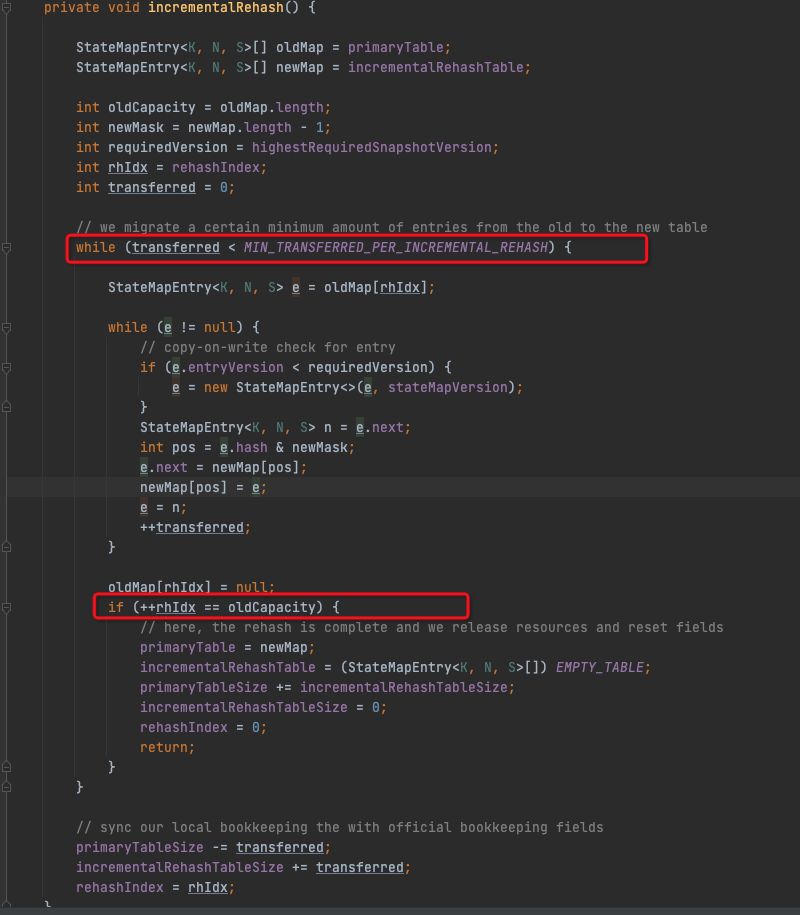 private void incrementalRehash() {
StateMapEntry<K, N, S>[] oldMap = primaryTable;
StateMapEntry<K, N, S>[] newMap = incrementalRehashTable;
int oldCapacity = oldMap.length;
int newMask = newMap.length - 1;
int requiredVersion = highestRequiredSnapshotVersion;
int rhIdx = rehashIndex;
int transferred = 0;
// we migrate a certain minimum amount of entries from the old to the new table
while (transferred < MIN_TRANSFERRED_PER_INCREMENTAL_REHASH) {
StateMapEntry<K, N, S> e = oldMap[rhIdx];
while (e != null) {
// copy-on-write check for entry
if (e.entryVersion < requiredVersion) {
e = new StateMapEntry<>(e, stateMapVersion);
}
StateMapEntry<K, N, S> n = e.next;
int pos = e.hash & newMask;
e.next = newMap[pos];
newMap[pos] = e;
e = n;
++transferred;
}
oldMap[rhIdx] = null;
if (++rhIdx == oldCapacity) {
// here, the rehash is complete and we release resources and reset fields
primaryTable = newMap;
incrementalRehashTable = (StateMapEntry<K, N, S>[]) EMPTY_TABLE;
primaryTableSize += incrementalRehashTableSize;
incrementalRehashTableSize = 0;
rehashIndex = 0;
return;
}
}
// sync our local bookkeeping the with official bookkeeping fields
primaryTableSize -= transferred;
incrementalRehashTableSize += transferred;
rehashIndex = rhIdx;
}